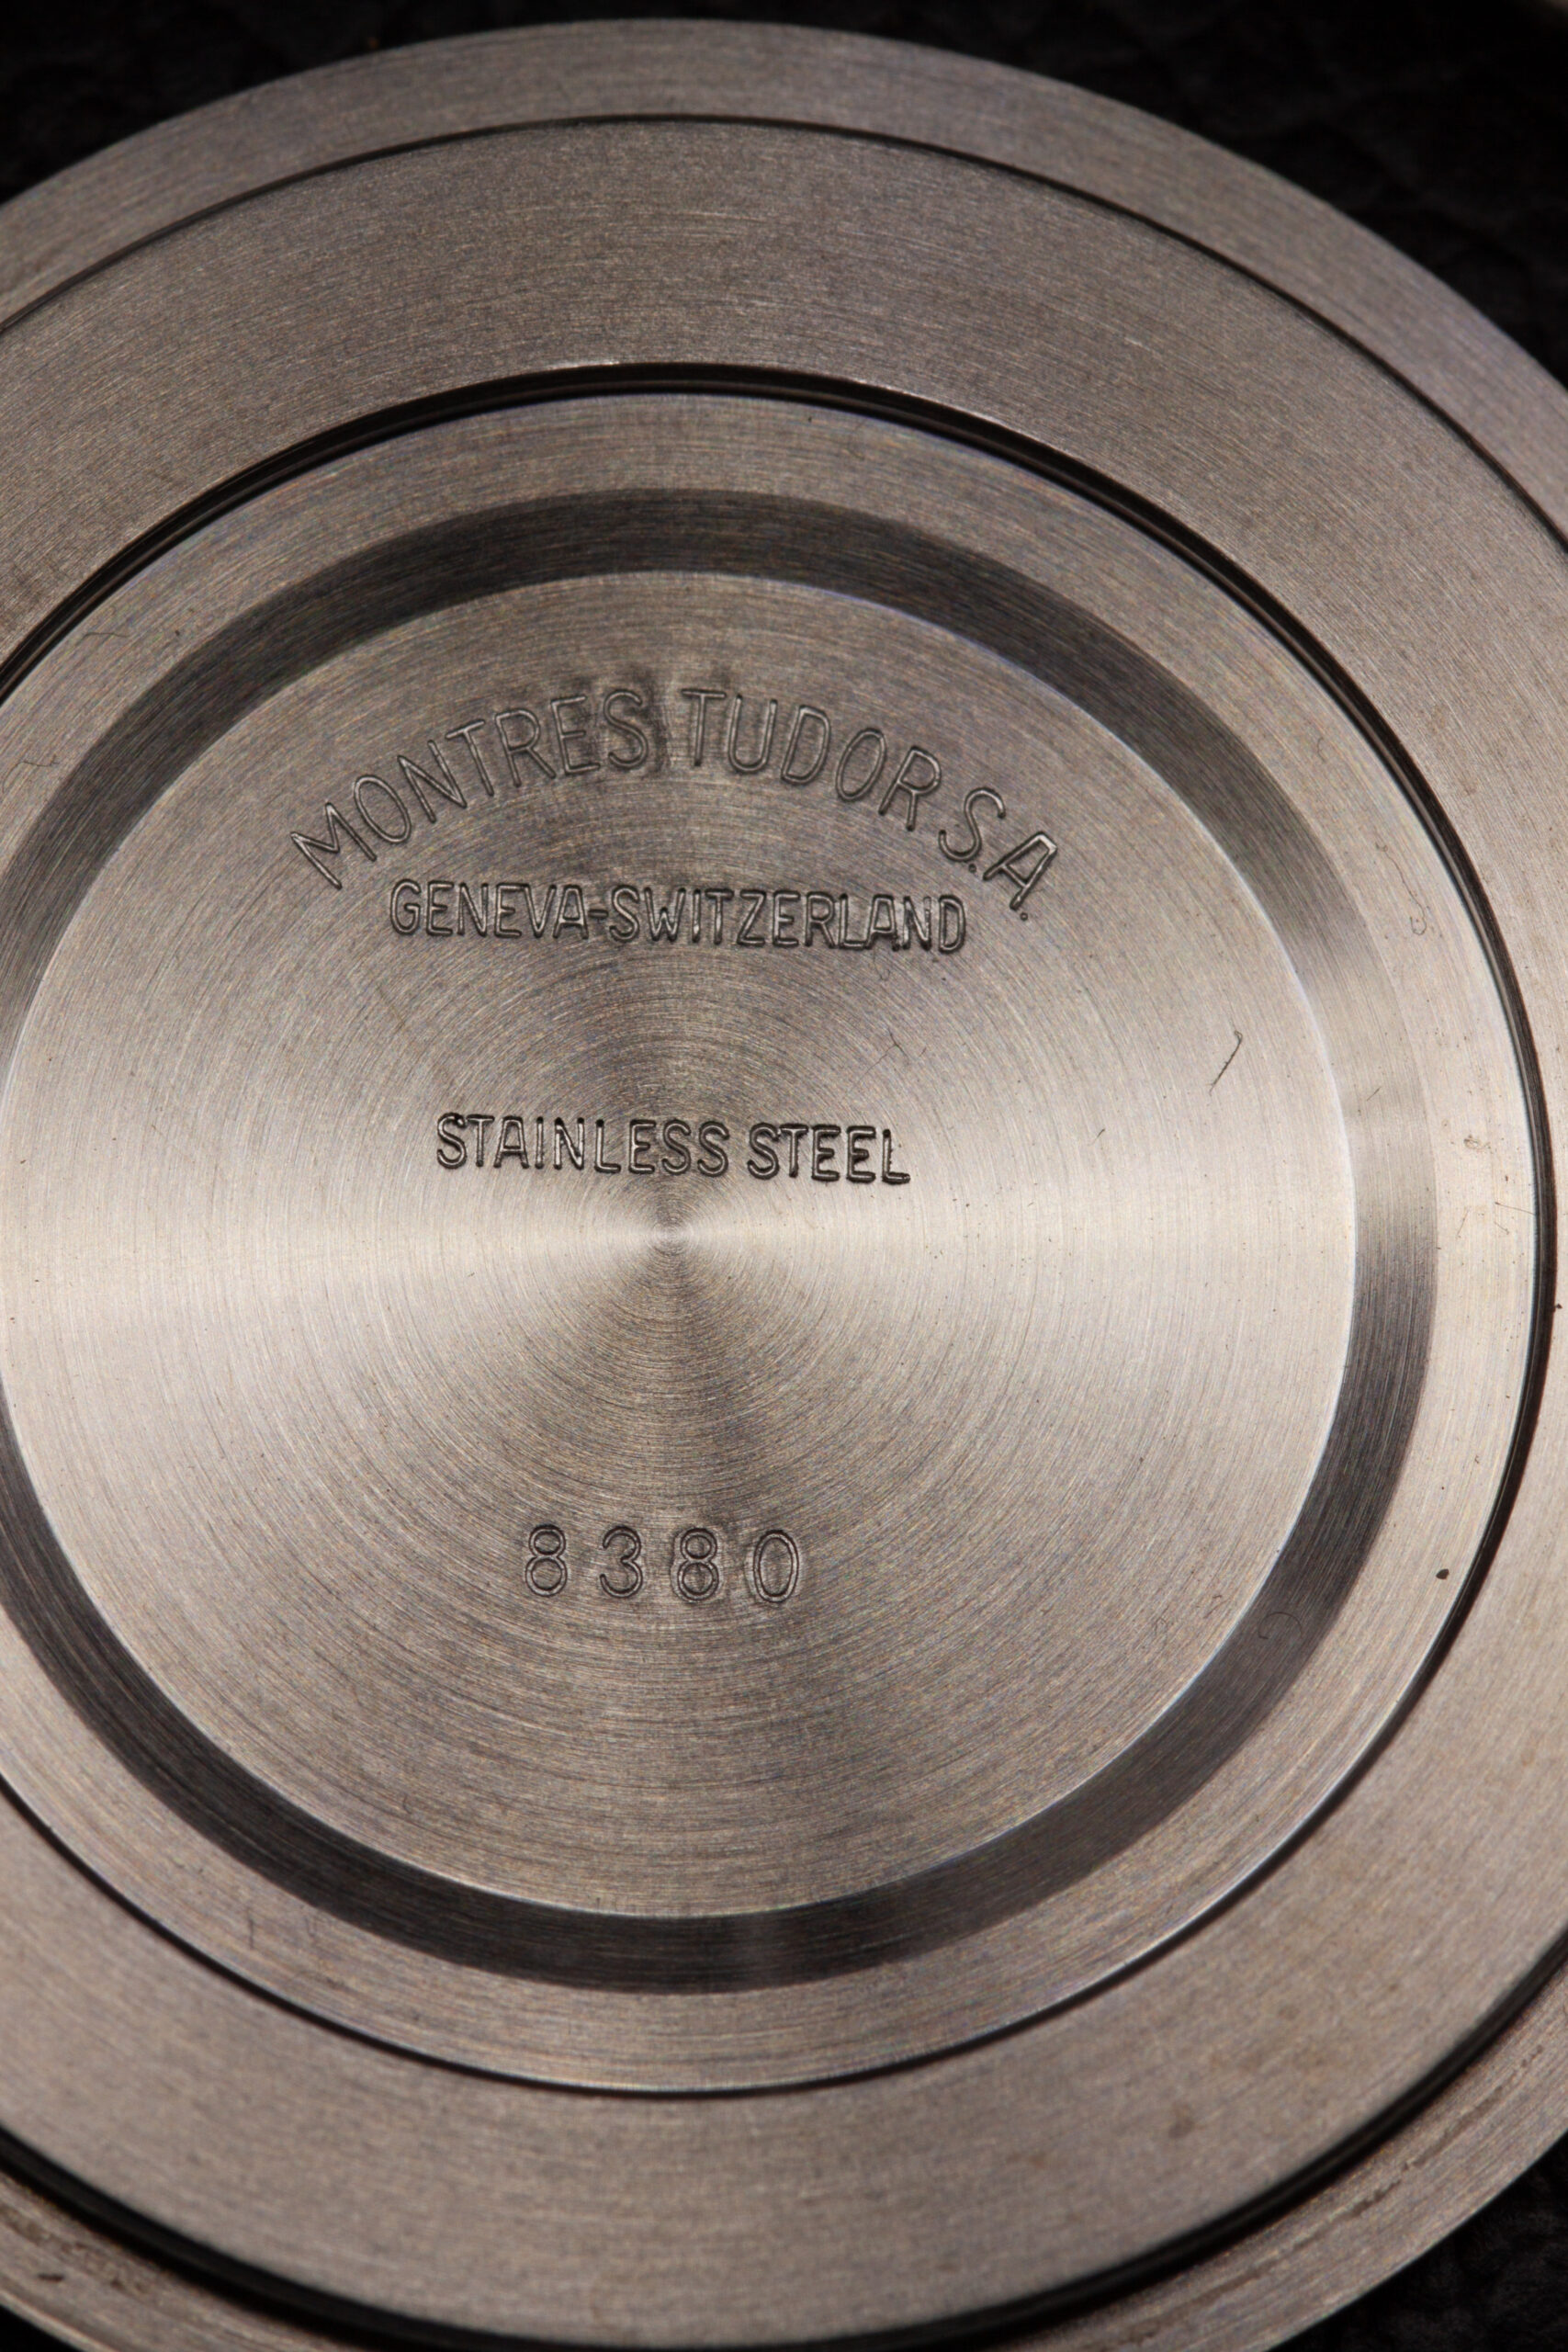 MONTRES TUDOR S.A.
GENEVA-SWITZERLAND
STAINLESS STEEL
8380